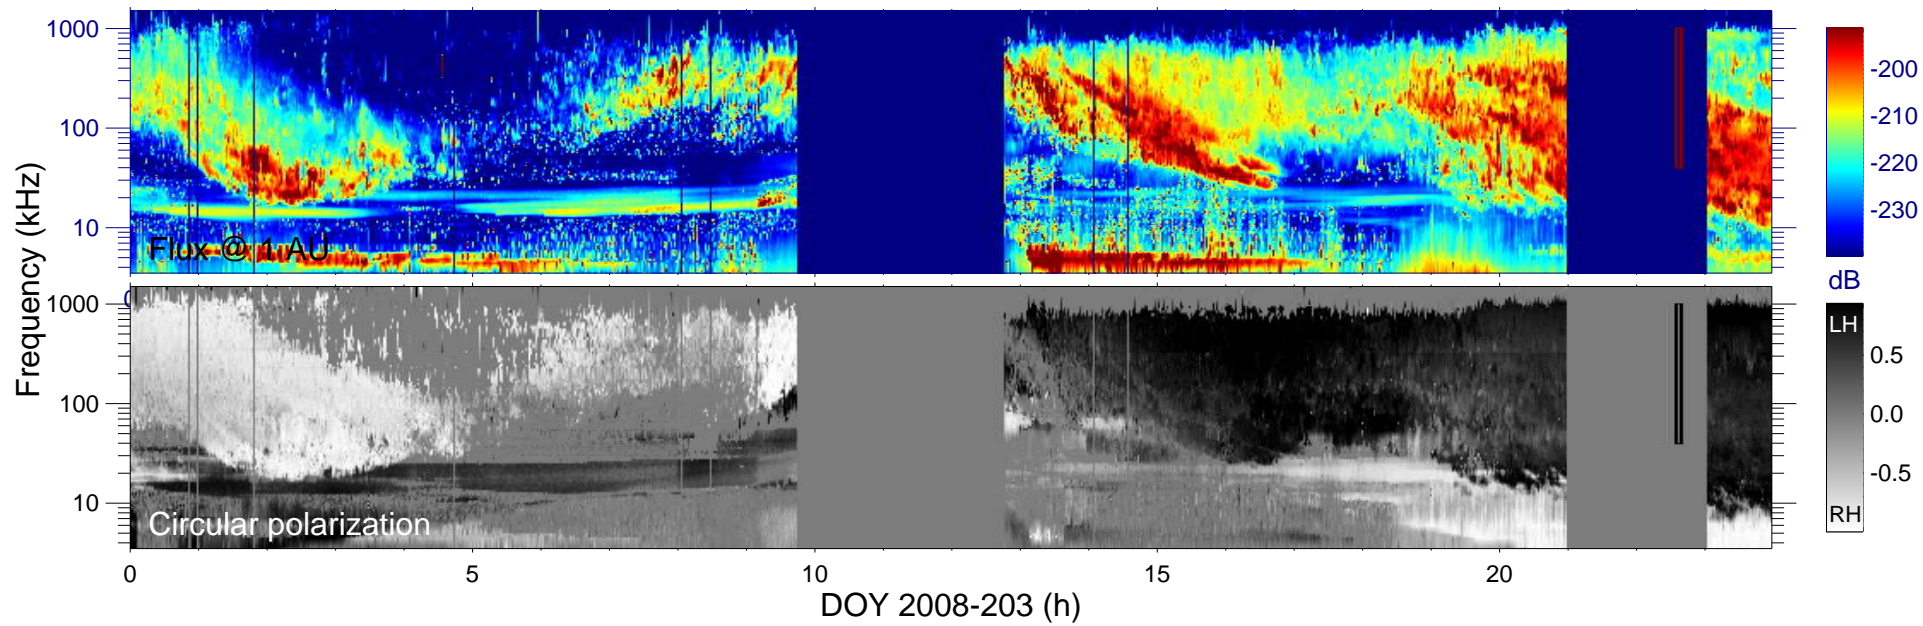 1000
100
10
Flux @ 1 AU
-200
-210
-220
-230
dB
0
Frequency (kHz)
1000
100
10
Circular polarization
LH
0.5
0.0
-0.5
RH
0
5
10
15
20
DOY 2008-203 (h)